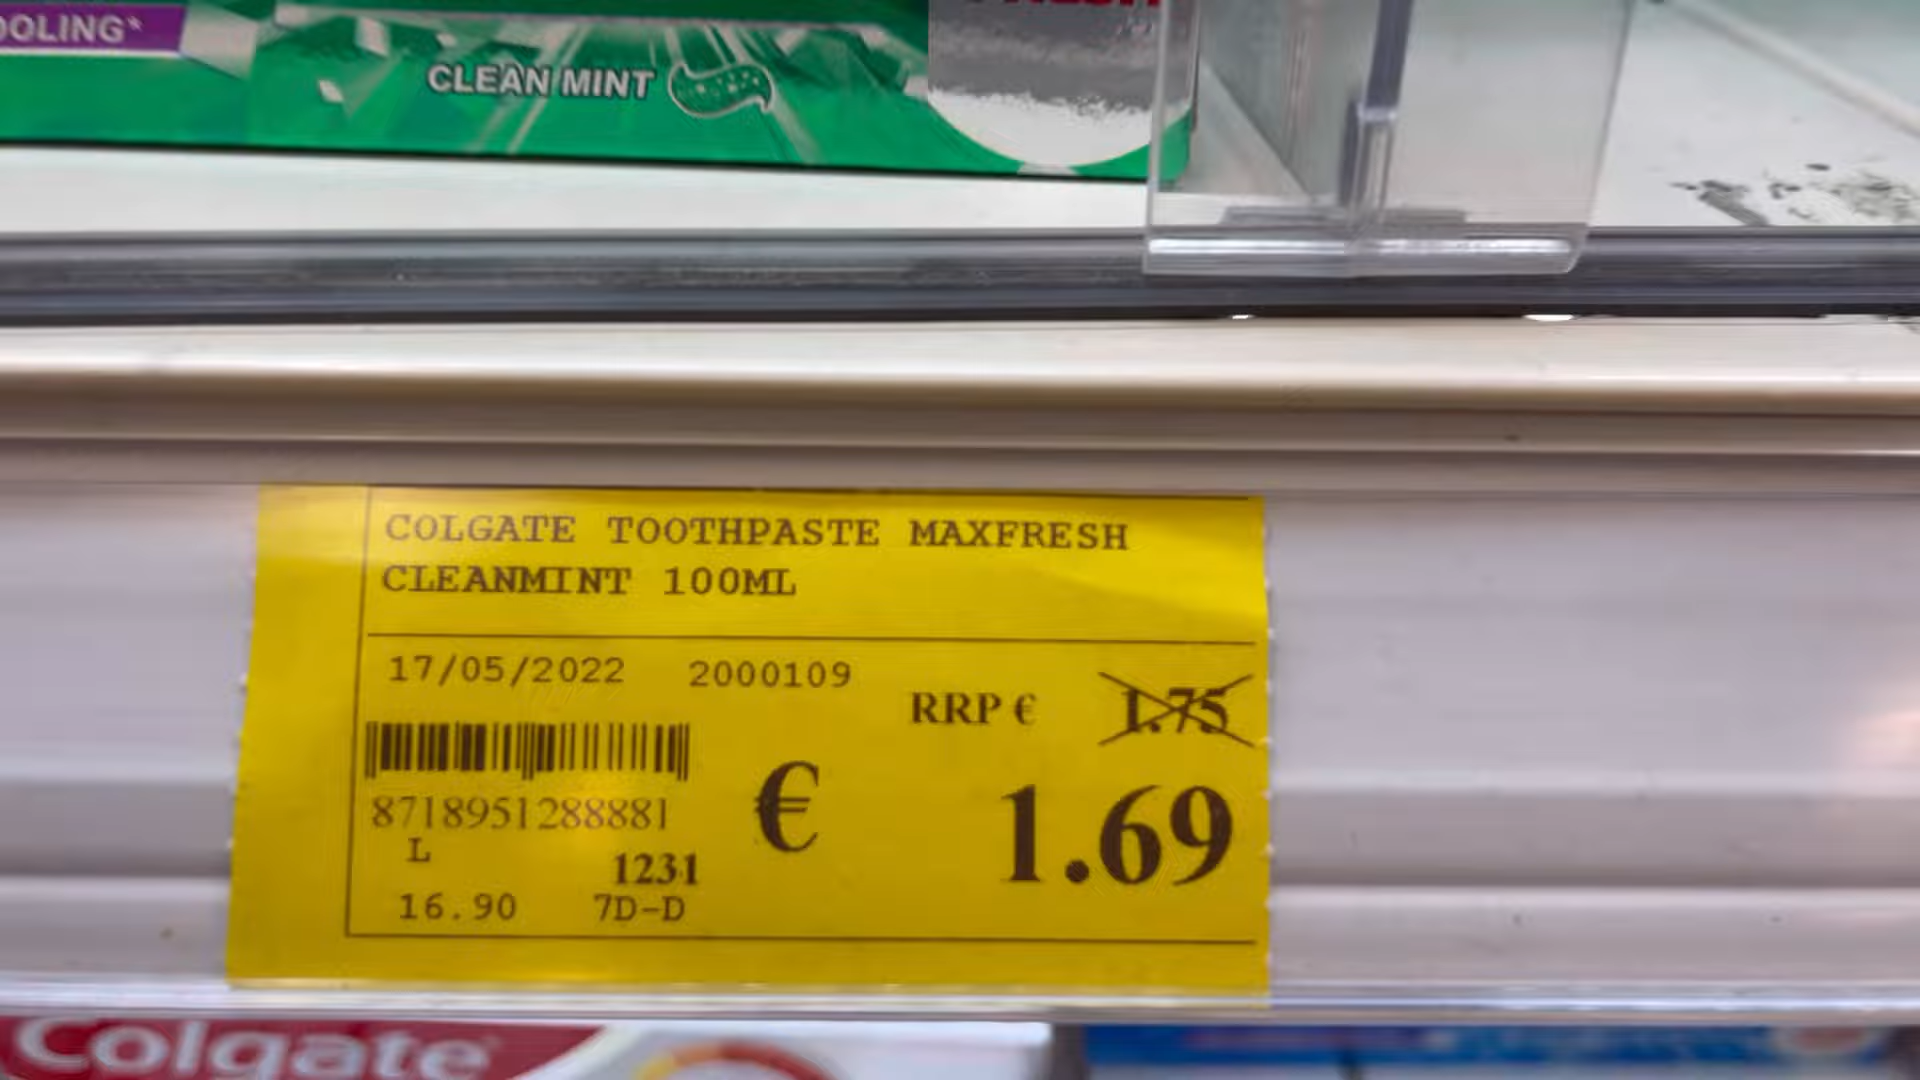 CLEAN MINT
COLGATE TOOTHPASTE MAXFRESH
CLEANMINT 100ML
17/05/2022 2000109
RRP € 1.75
8718951288881
€ 1.69
L
1231
16.90 7D-D
Colgate